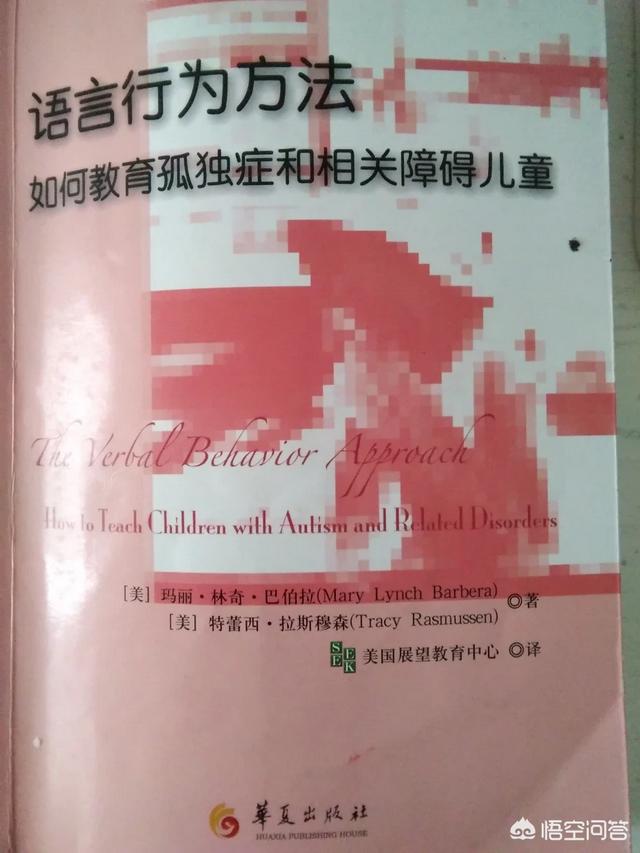 语言行为方法
如何教育孤独症和相关障碍儿童
The Verbal Behavior Approach
How to Teach Children with Autism and Related Disorders
[美] 玛丽·林奇·巴伯拉(Mary Lynch Barbera) ◎著
[美] 特蕾西·拉斯穆森(Tracy Rasmussen)
SEEK 美国展望教育中心 ◎译
华夏出版社
HUAXIA PUBLISHING HOUSE
悟空问答